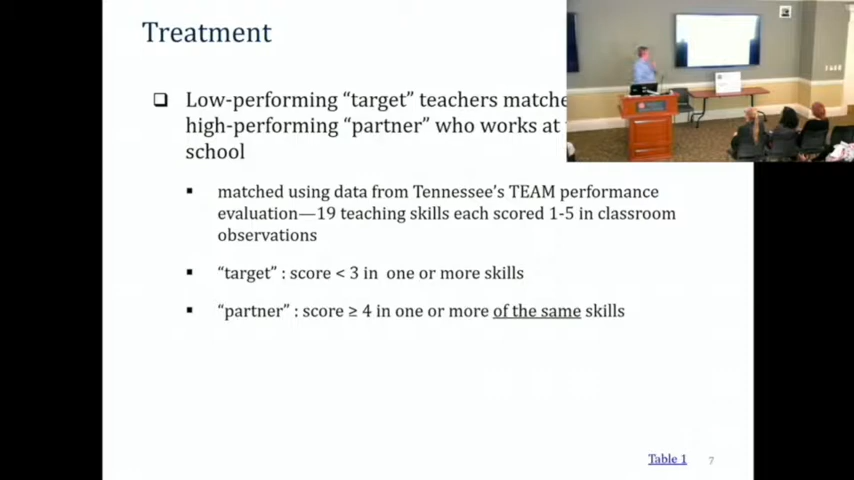 Treatment
Low-performing “target” teachers matche
high-performing “partner” who works at
school
matched using data from Tennessee’s TEAM performance
evaluation—19 teaching skills each scored 1-5 in classroom
observations
“target” : score < 3 in one or more skills
“partner” : score ≥ 4 in one or more of the same skills
Table 1 7